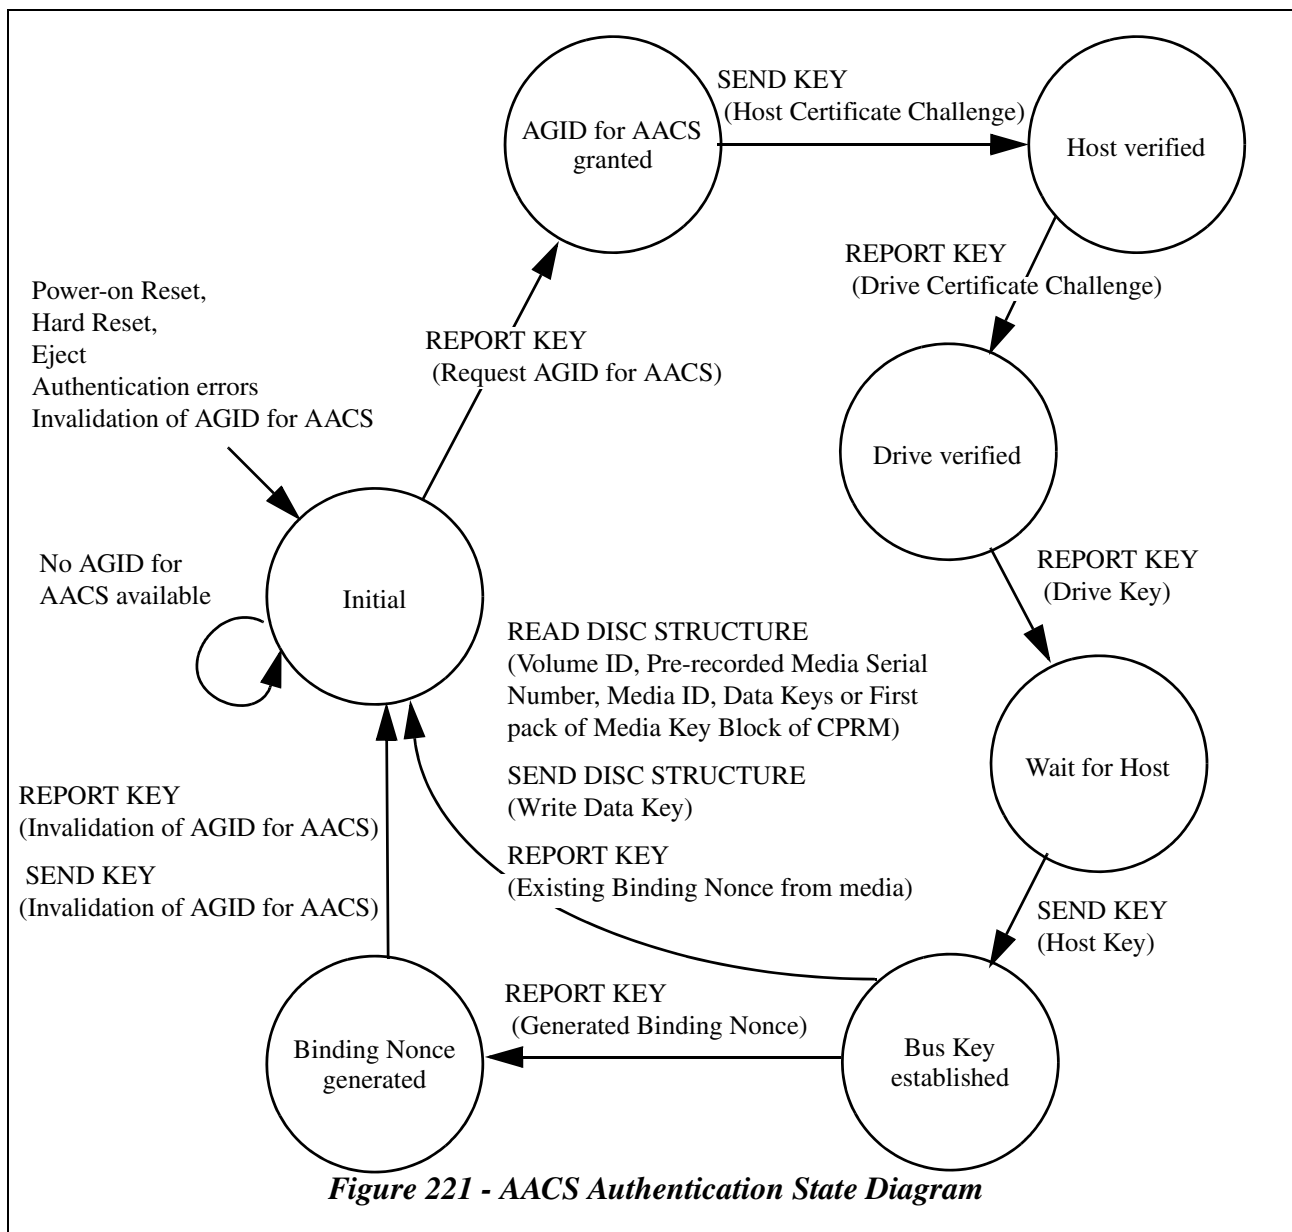 SEND KEY
(Host Certificate Challenge)
AGID for AACS
granted
Host verified
REPORT KEY
(Drive Certificate Challenge)
Power-on Reset,
Hard Reset,
Eject
Authentication errors
Invalidation of AGID for AACS
REPORT KEY
(Request AGID for AACS)
Drive verified
No AGID for
AACS available
Initial
REPORT KEY
(Drive Key)
READ DISC STRUCTURE
(Volume ID, Pre-recorded Media Serial
Number, Media ID, Data Keys or First
pack of Media Key Block of CPRM)
SEND DISC STRUCTURE
(Write Data Key)
REPORT KEY
(Existing Binding Nonce from media)
Wait for Host
REPORT KEY
(Invalidation of AGID for AACS)
SEND KEY
(Invalidation of AGID for AACS)
SEND KEY
(Host Key)
REPORT KEY
(Generated Binding Nonce)
Binding Nonce
generated
Bus Key
established
Figure 221 - AACS Authentication State Diagram